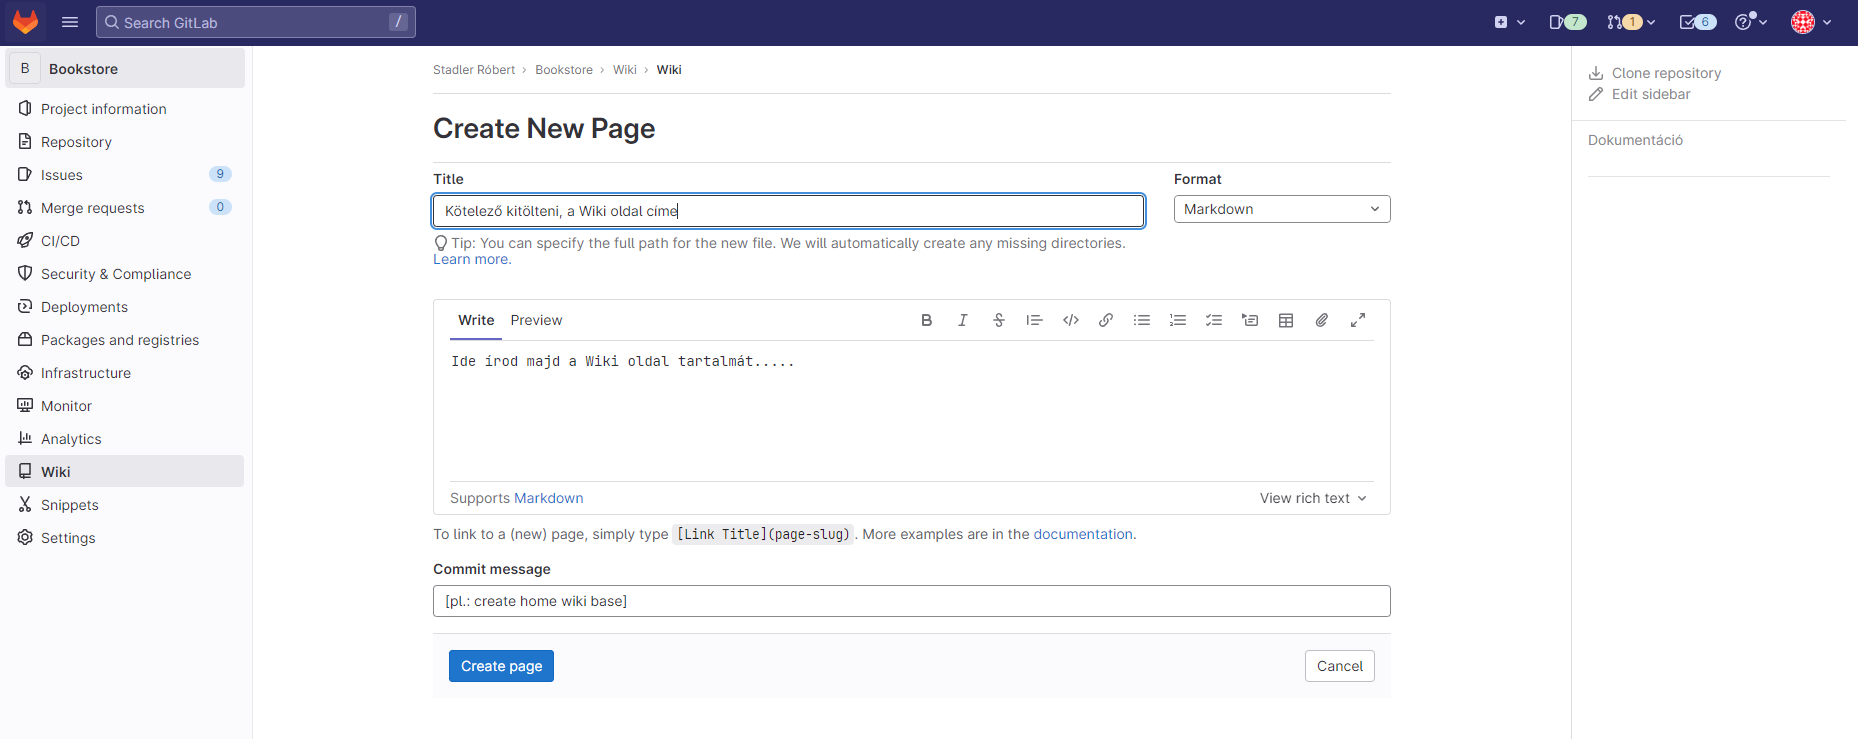 Search GitLab /
7
1
6
B Bookstore
Project information
Repository
Issues 9
Merge requests 0
CI/CD
Security & Compliance
Deployments
Packages and registries
Infrastructure
Monitor
Analytics
Wiki
Snippets
Settings
Stadler Róbert › Bookstore › Wiki › Wiki
Create New Page
Title
Kötelező kitölteni, a Wiki oldal címe
Format
Markdown
Tip: You can specify the full path for the new file. We will automatically create any missing directories.
Learn more.
Write Preview
Ide írod majd a Wiki oldal tartalmát.....
Supports Markdown
View rich text
To link to a (new) page, simply type [Link Title](page-slug). More examples are in the documentation.
Commit message
[pl.: create home wiki base]
Create page
Cancel
Clone repository
Edit sidebar
Dokumentáció